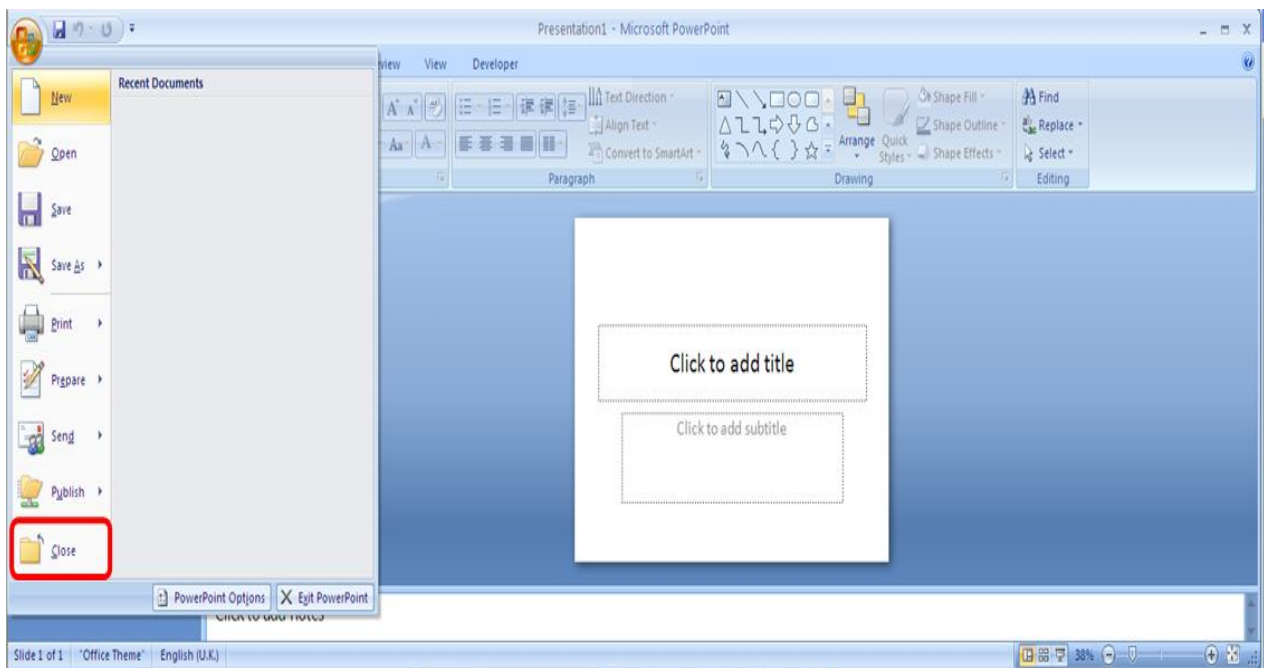 Presentation1 - Microsoft PowerPoint
View Developer
New
Open
Save
Save As
Print
Prepare
Send
Publish
Close
Recent Documents
PowerPoint Options
Exit PowerPoint
Aa
Text Direction
Align Text
Convert to SmartArt
Paragraph
Arrange
Quick Styles
Shape Fill
Shape Outline
Shape Effects
Drawing
Find
Replace
Select
Editing
Click to add title
Click to add subtitle
Slide 1 of 1 "Office Theme" English (U.K.) 38%